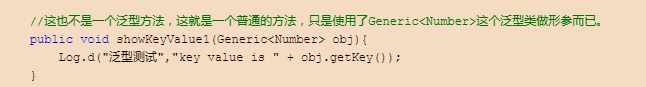 //这也不是一个泛型方法，这就是一个普通的方法，只是使用了Generic<Number>这个泛型类做形参而已。
public void showKeyValue1(Generic<Number> obj){
    Log.d("泛型测试","key value is " + obj.getKey());
}